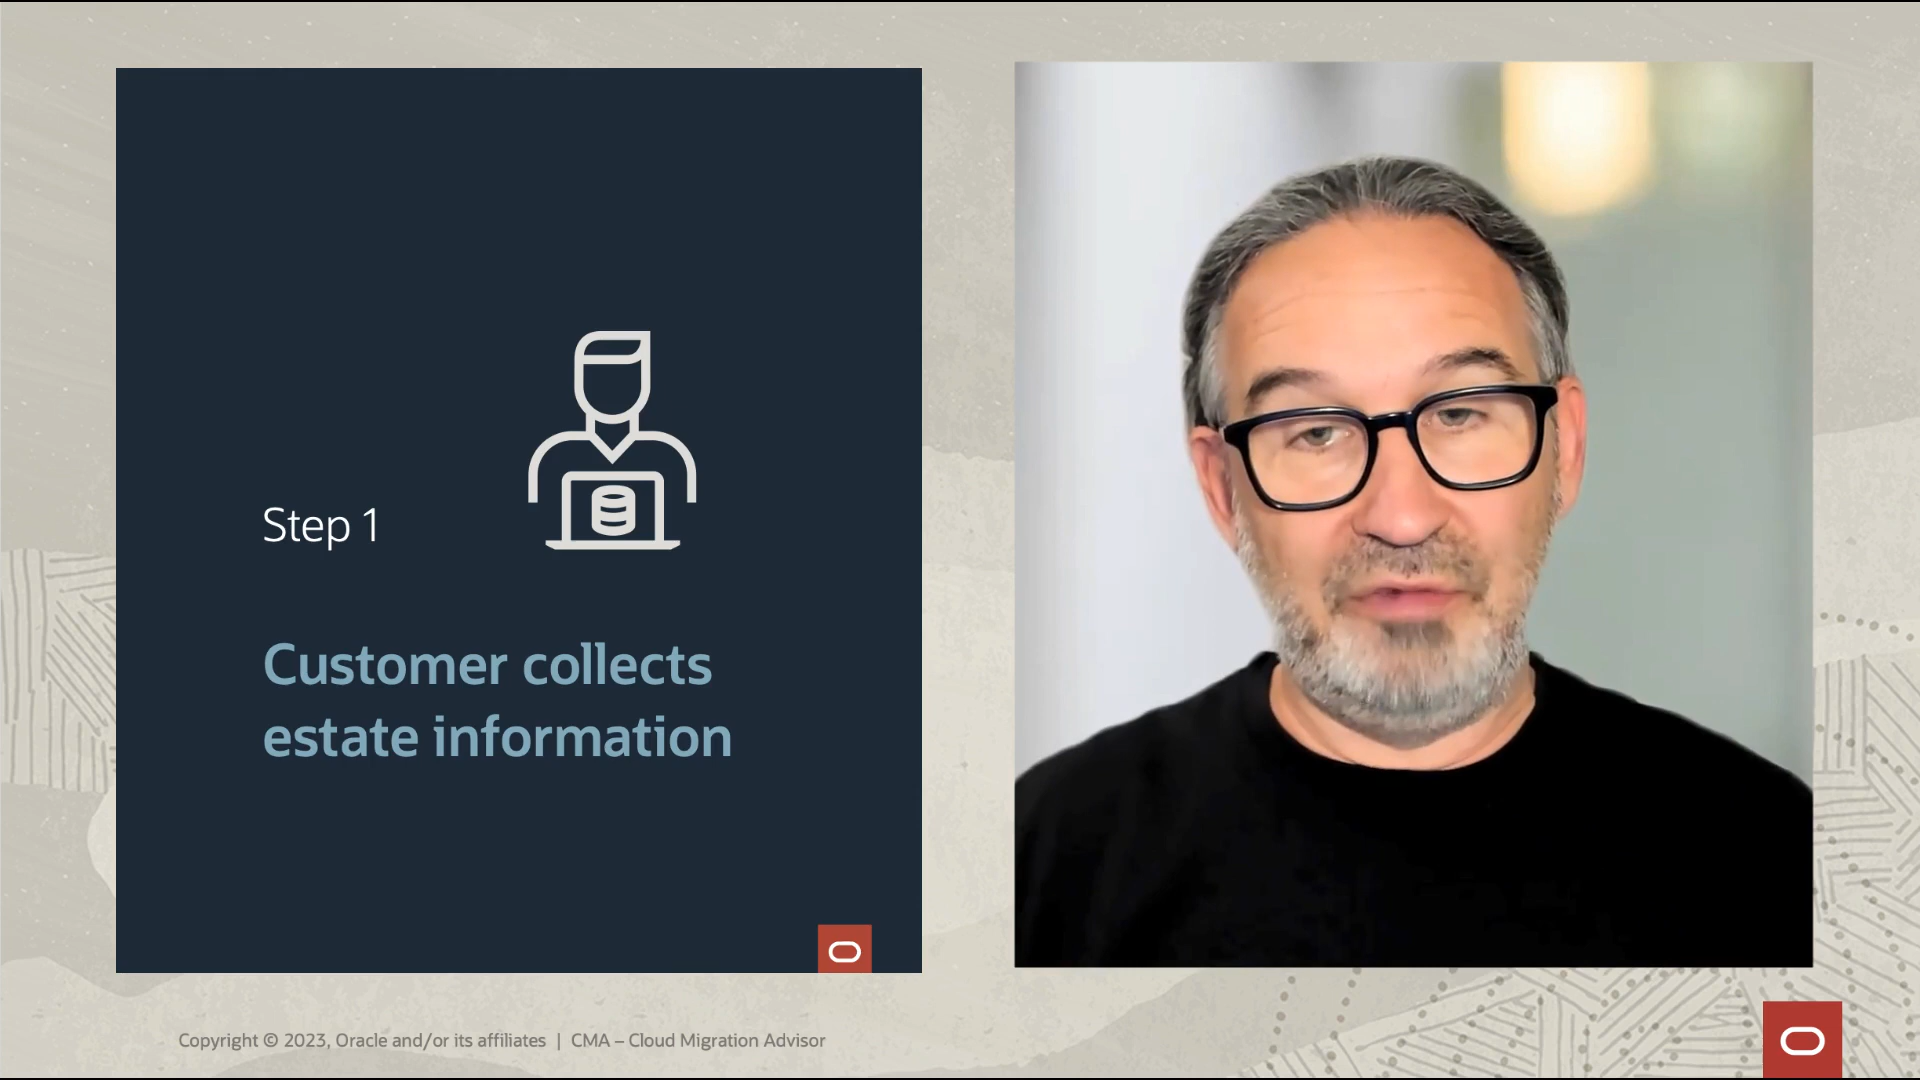 Step 1
Customer collects
estate information
Copyright © 2023, Oracle and/or its affiliates | CMA – Cloud Migration Advisor